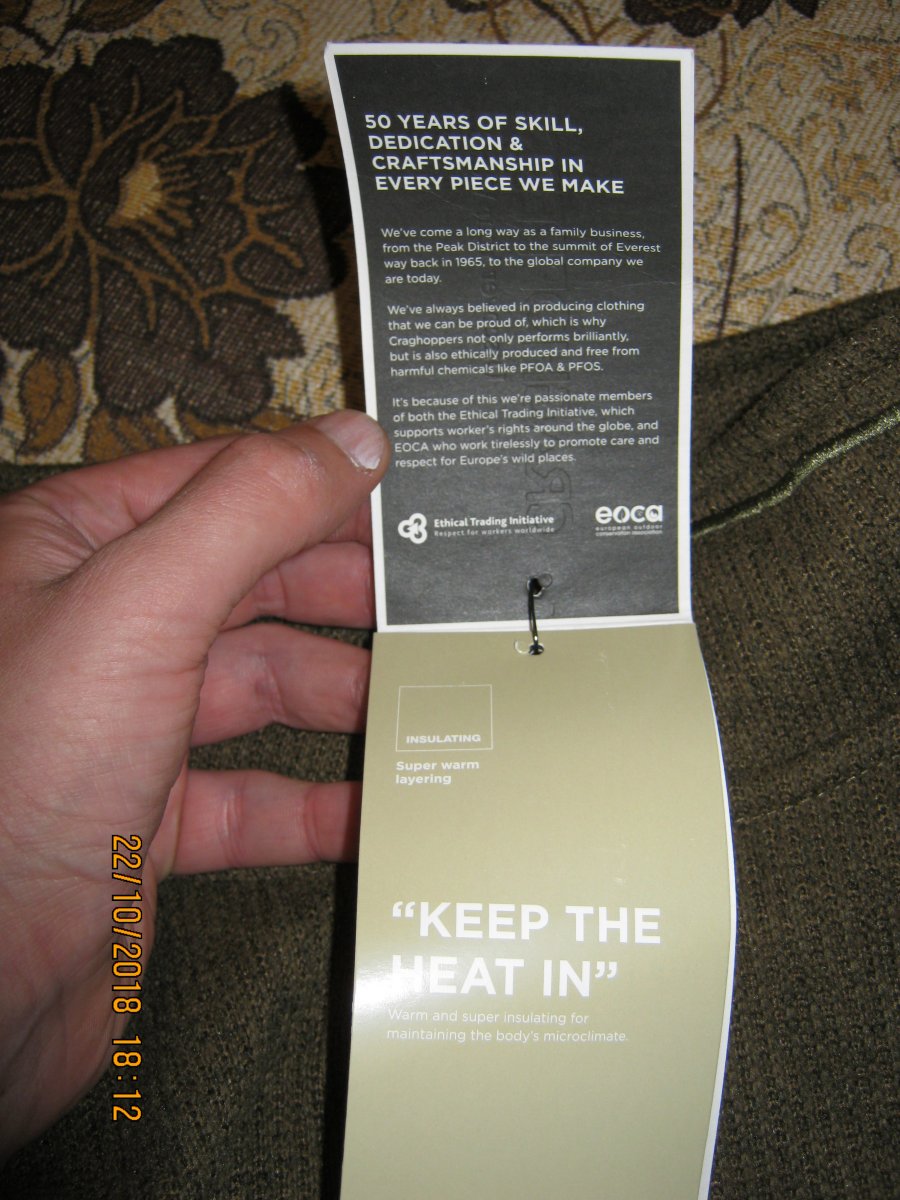 50 YEARS OF SKILL,
DEDICATION &
CRAFTSMANSHIP IN
EVERY PIECE WE MAKE
We've come a long way as a family business,
from the Peak District to the summit of Everest
way back in 1965, to the global company we
are today.
We've always believed in producing clothing
that we can be proud of, which is why
Craghoppers not only performs brilliantly,
but is also ethically produced and free from
harmful chemicals like PFOA & PFOS.
It's because of this we're passionate members
of both the Ethical Trading Initiative, which
supports worker's rights around the globe, and
EOCA who work tirelessly to promote care and
respect for Europe's wild places.
Ethical Trading Initiative
Respect for workers worldwide
eoca
european outdoor
conservation association
INSULATING
Super warm
layering
“KEEP THE
HEAT IN”
Warm and super insulating for
maintaining the body's microclimate.
22/10/2018 18:12